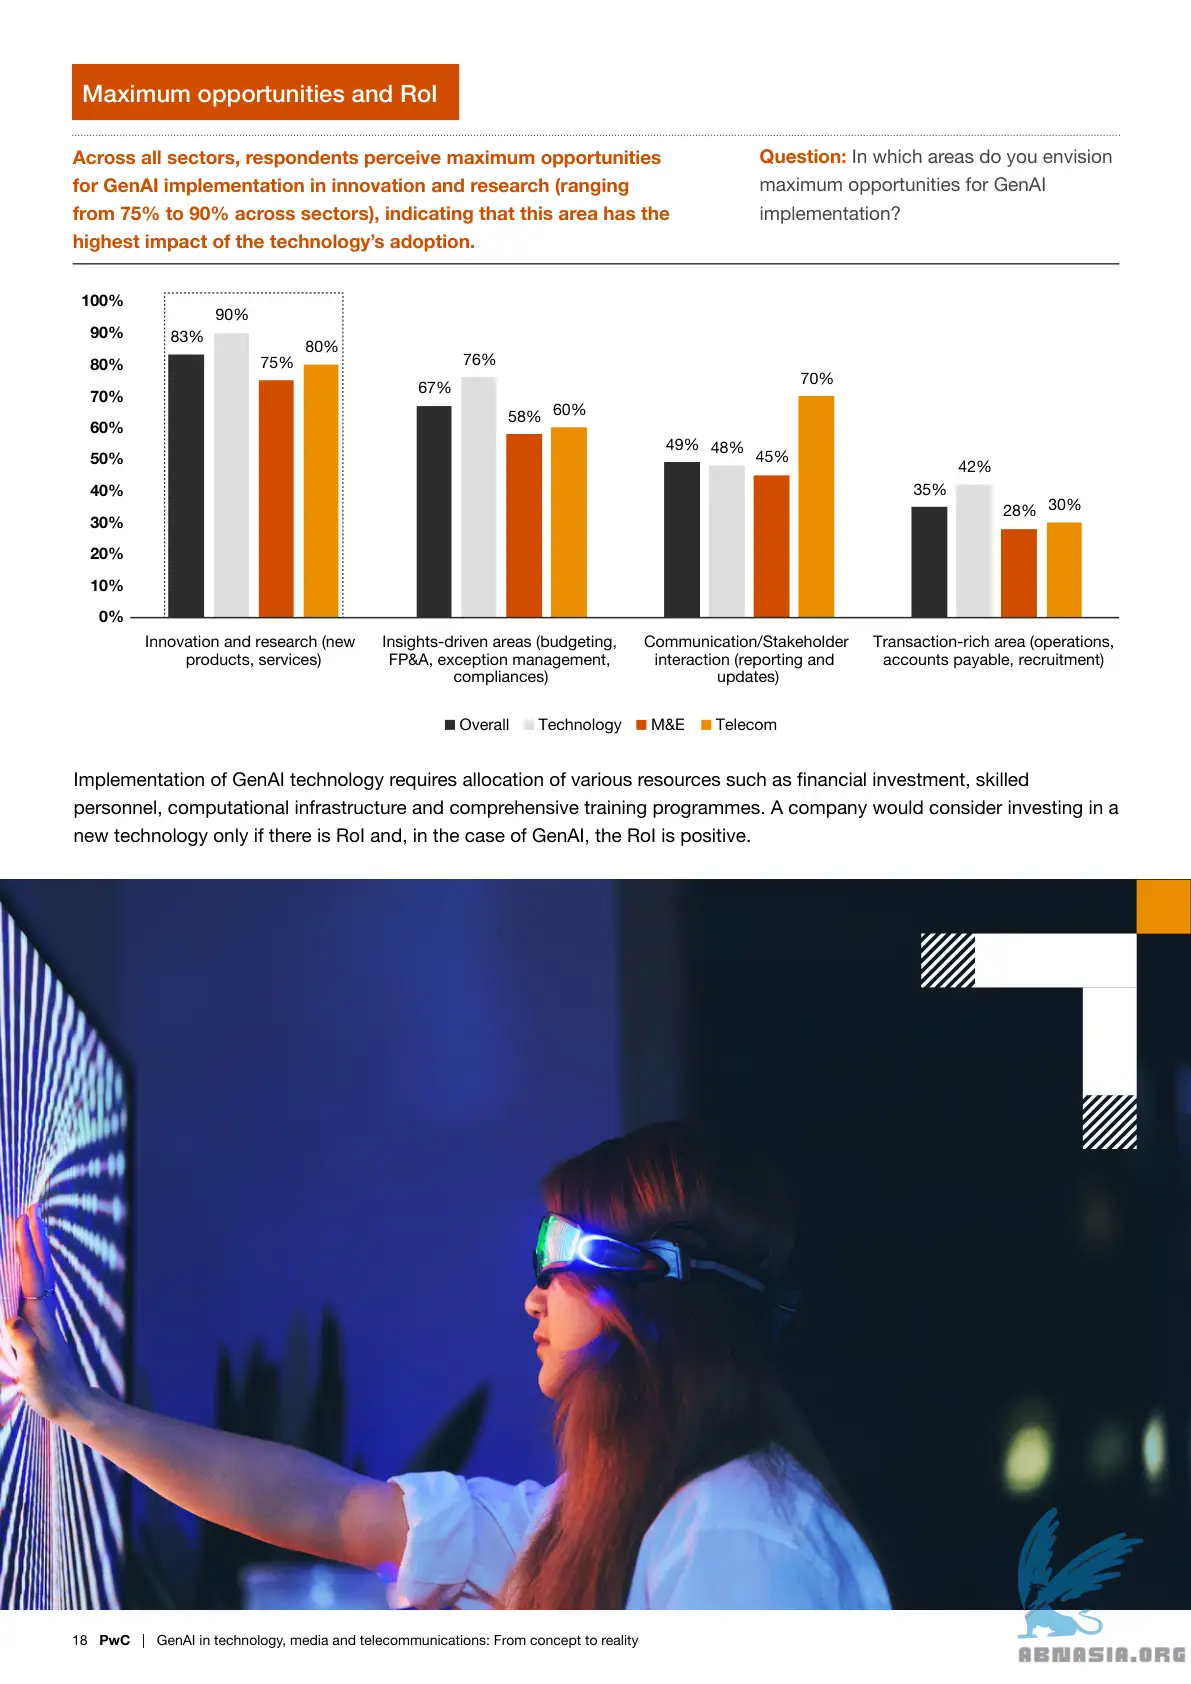 Maximum opportunities and RoI
Across all sectors, respondents perceive maximum opportunities
for GenAI implementation in innovation and research (ranging
from 75% to 90% across sectors), indicating that this area has the
highest impact of the technology's adoption.
Question: In which areas do you envision
maximum opportunities for GenAI
implementation?
100%
90%
80%
70%
60%
50%
40%
30%
20%
10%
0%
83%
90%
75%
80%
67%
76%
58%
60%
49%
48%
45%
70%
35%
42%
28%
30%
Innovation and research (new
products, services)
Insights-driven areas (budgeting,
FP&A, exception management,
compliances)
Communication/Stakeholder
interaction (reporting and
updates)
Transaction-rich area (operations,
accounts payable, recruitment)
Overall Technology M&E Telecom
Implementation of GenAI technology requires allocation of various resources such as financial investment, skilled
personnel, computational infrastructure and comprehensive training programmes. A company would consider investing in a
new technology only if there is RoI and, in the case of GenAI, the RoI is positive.
18 PwC | GenAI in technology, media and telecommunications: From concept to reality
ABNASIA.ORG